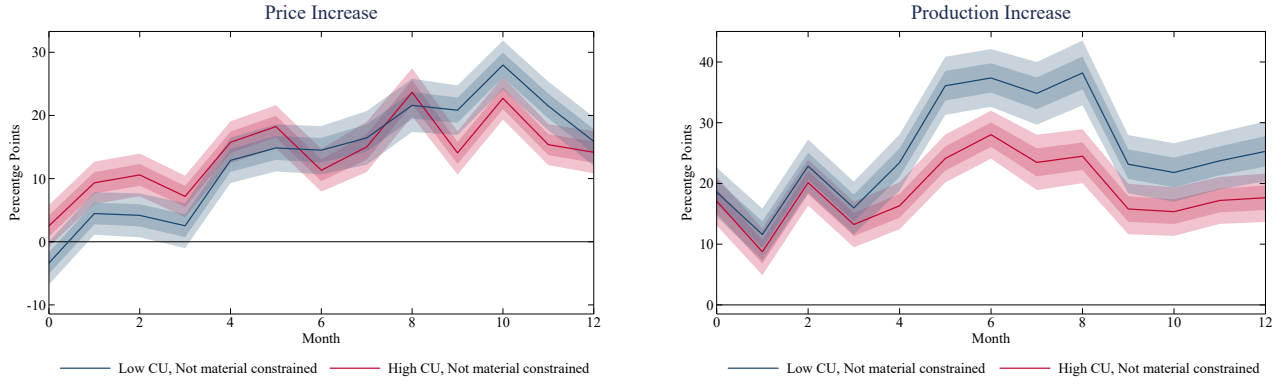 Price Increase
Percentge Points
30
20
10
0
-10
0 2 4 6 8 10 12
Month
Low CU, Not material constrained High CU, Not material constrained
Production Increase
Percentge Points
40
30
20
10
0
0 2 4 6 8 10 12
Month
Low CU, Not material constrained High CU, Not material constrained